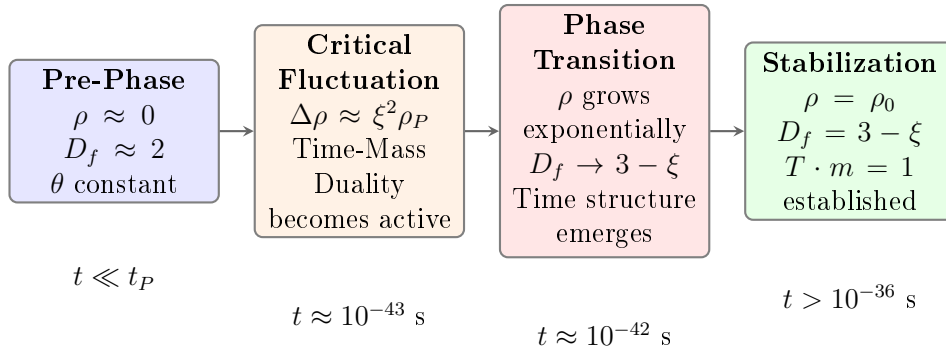 Pre-Phase
ρ ≈ 0
D_f ≈ 2
θ constant
t ≪ t_P
Critical
Fluctuation
Δρ ≈ ξ²ρ_P
Time-Mass
Duality
becomes active
t ≈ 10⁻⁴³ s
Phase
Transition
ρ grows
exponentially
D_f → 3 − ξ
Time structure
emerges
t ≈ 10⁻⁴² s
Stabilization
ρ = ρ₀
D_f = 3 − ξ
T · m = 1
established
t > 10⁻³⁶ s